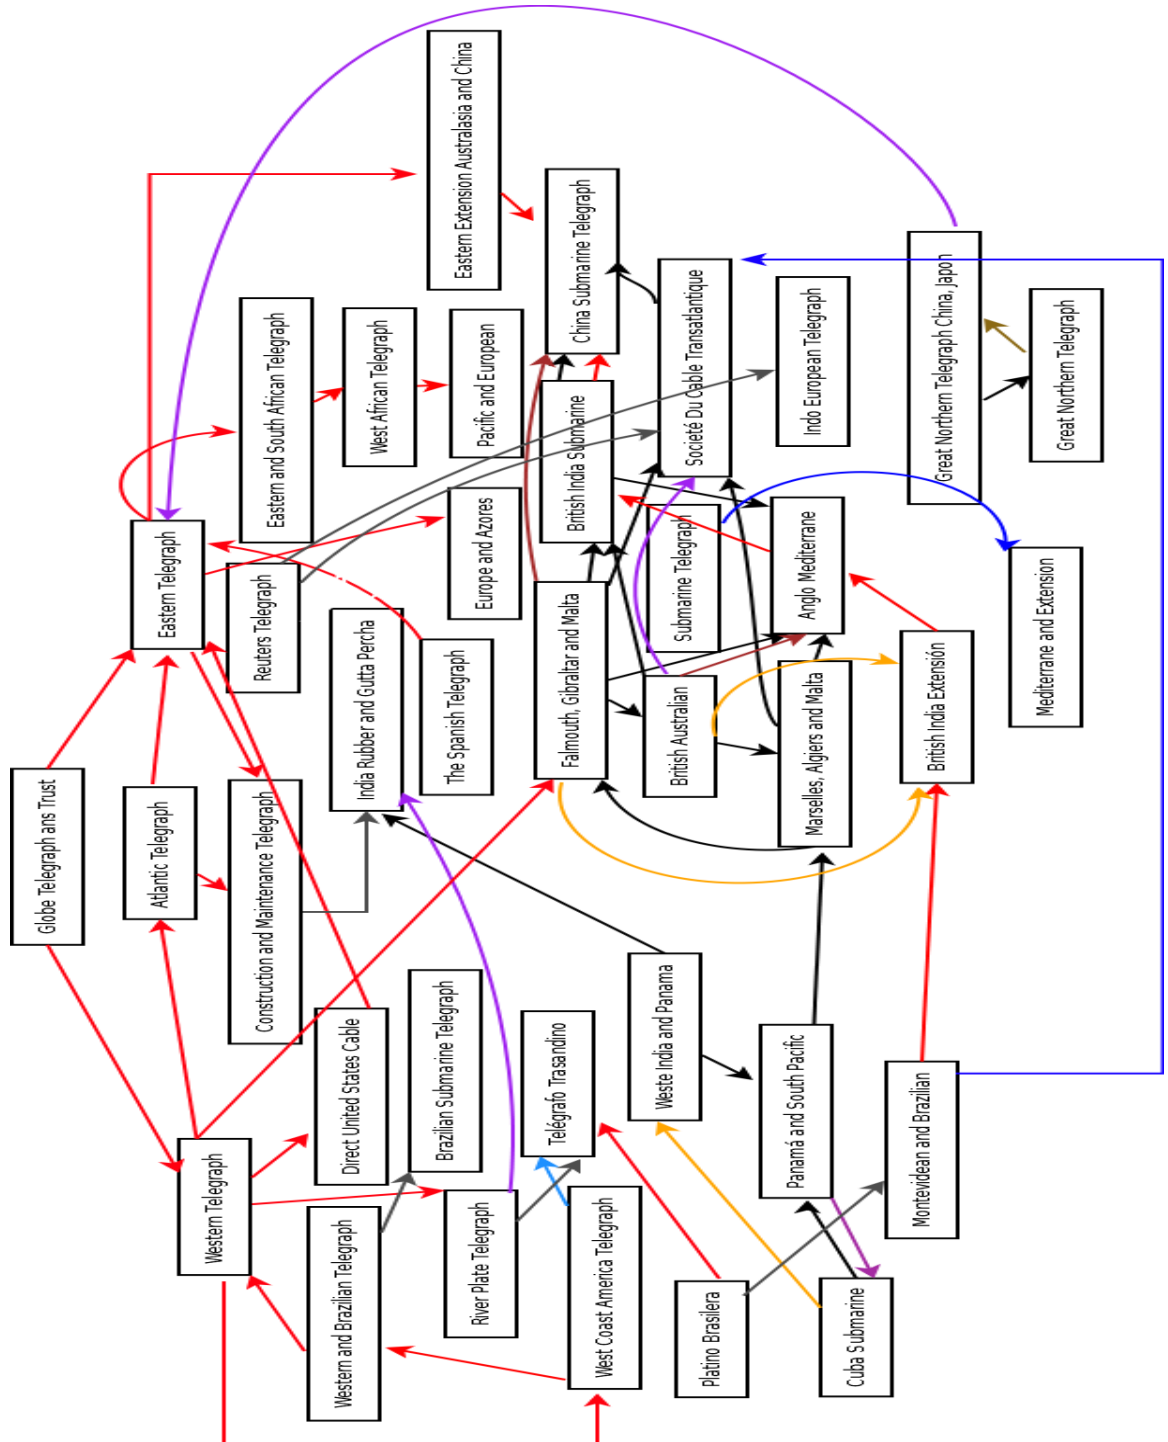 Globe Telegraph ans Trust
Western Telegraph
Atlantic Telegraph
Eastern Telegraph
Construction and Maintenance Telegraph
Reuters Telegraph
Eastern and South African Telegraph
Western and Brazilian Telegraph
Direct United States Cable
India Rubber and Gutta Percha
West African Telegraph
Brazilian Submarine Telegraph
The Spanish Telegraph
Eastern Extension Australasia and China
River Plate Telegraph
Europe and Azores
Pacific and European
Telégrafo Trasandino
Falmouth, Gibraltar and Malta
British India Submarine
China Submarine Telegraph
West Coast America Telegraph
Weste India and Panama
British Australian
Submarine Telegraph
Societé Du Cable Transatlantique
Platino Brasilera
Panamá and South Pacific
Marselles, Algiers and Malta
Anglo Mediterrane
Indo European Telegraph
Cuba Submarine
Montevidean and Brazilian
British India Extension
Great Northern Telegraph China, Japon
Mediterrane and Extension
Great Northern Telegraph